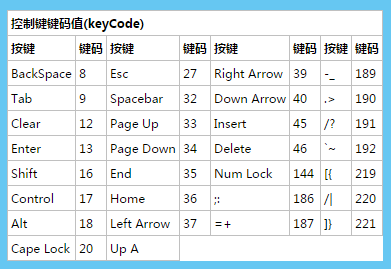 控制键键码值(keyCode)
按键 键码 按键 键码 按键 键码 按键 键码
BackSpace 8 Esc 27 Right Arrow 39 -_ 189
Tab 9 Spacebar 32 Down Arrow 40 .> 190
Clear 12 Page Up 33 Insert 45 /? 191
Enter 13 Page Down 34 Delete 46 `~ 192
Shift 16 End 35 Num Lock 144 [{ 219
Control 17 Home 36 ;: 186 /| 220
Alt 18 Left Arrow 37 =+ 187 ]} 221
Cape Lock 20 Up A